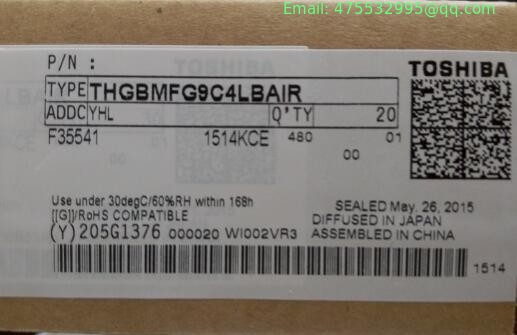 Email: 475532995@qq.com
P/N :
TOSHIBA
TYPE THGBMFG9C4LBAIR
ADDC YHL Q'TY 20
F35541 1514KCE 480 01
00
Use under 30degC/60%RH within 168h
[[G]]/RoHS COMPATIBLE
SEALED May. 26, 2015
DIFFUSED IN JAPAN
(Y)205G1376 000020 WI002VR3 ASSEMBLED IN CHINA
1514